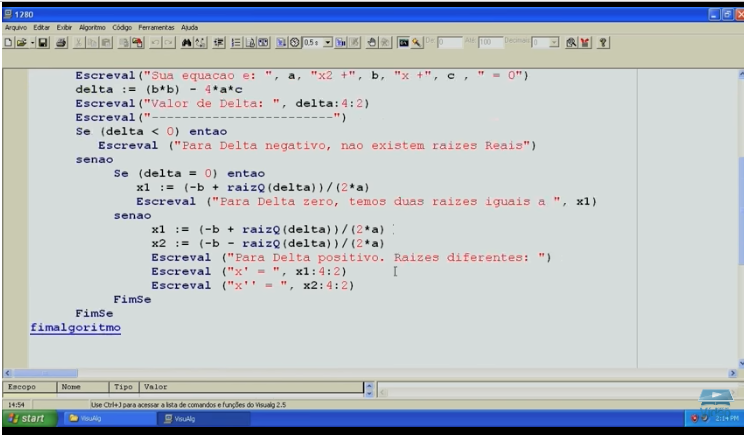 1280
Arquivo Editar Exibir Algoritmo Código Ferramentas Ajuda
0,5 s De: 0 Até: 100 Decimais: 0
Escreval("Sua equacao e: ", a, "x2 +", b, "x +", c , " = 0")
delta := (b*b) - 4*a*c
Escreval("Valor de Delta: ", delta:4:2)
Escreval("------------------------")
Se (delta < 0) entao
Escreval ("Para Delta negativo, nao existem raizes Reais")
senao
Se (delta = 0) entao
x1 := (-b + raizQ(delta))/(2*a)
Escreval ("Para Delta zero, temos duas raizes iguais a ", x1)
senao
x1 := (-b + raizQ(delta))/(2*a)
x2 := (-b - raizQ(delta))/(2*a)
Escreval ("Para Delta positivo. Raizes diferentes: ")
Escreval ("x' = ", x1:4:2)
Escreval ("x'' = ", x2:4:2)
FimSe
FimSe
fimalgoritmo
Escopo Nome Tipo Valor
14:54 Use Ctrl+J para acessar a lista de comandos e funções do Visualg 2.5
start VisuAlg VisuAlg 2:14 PM